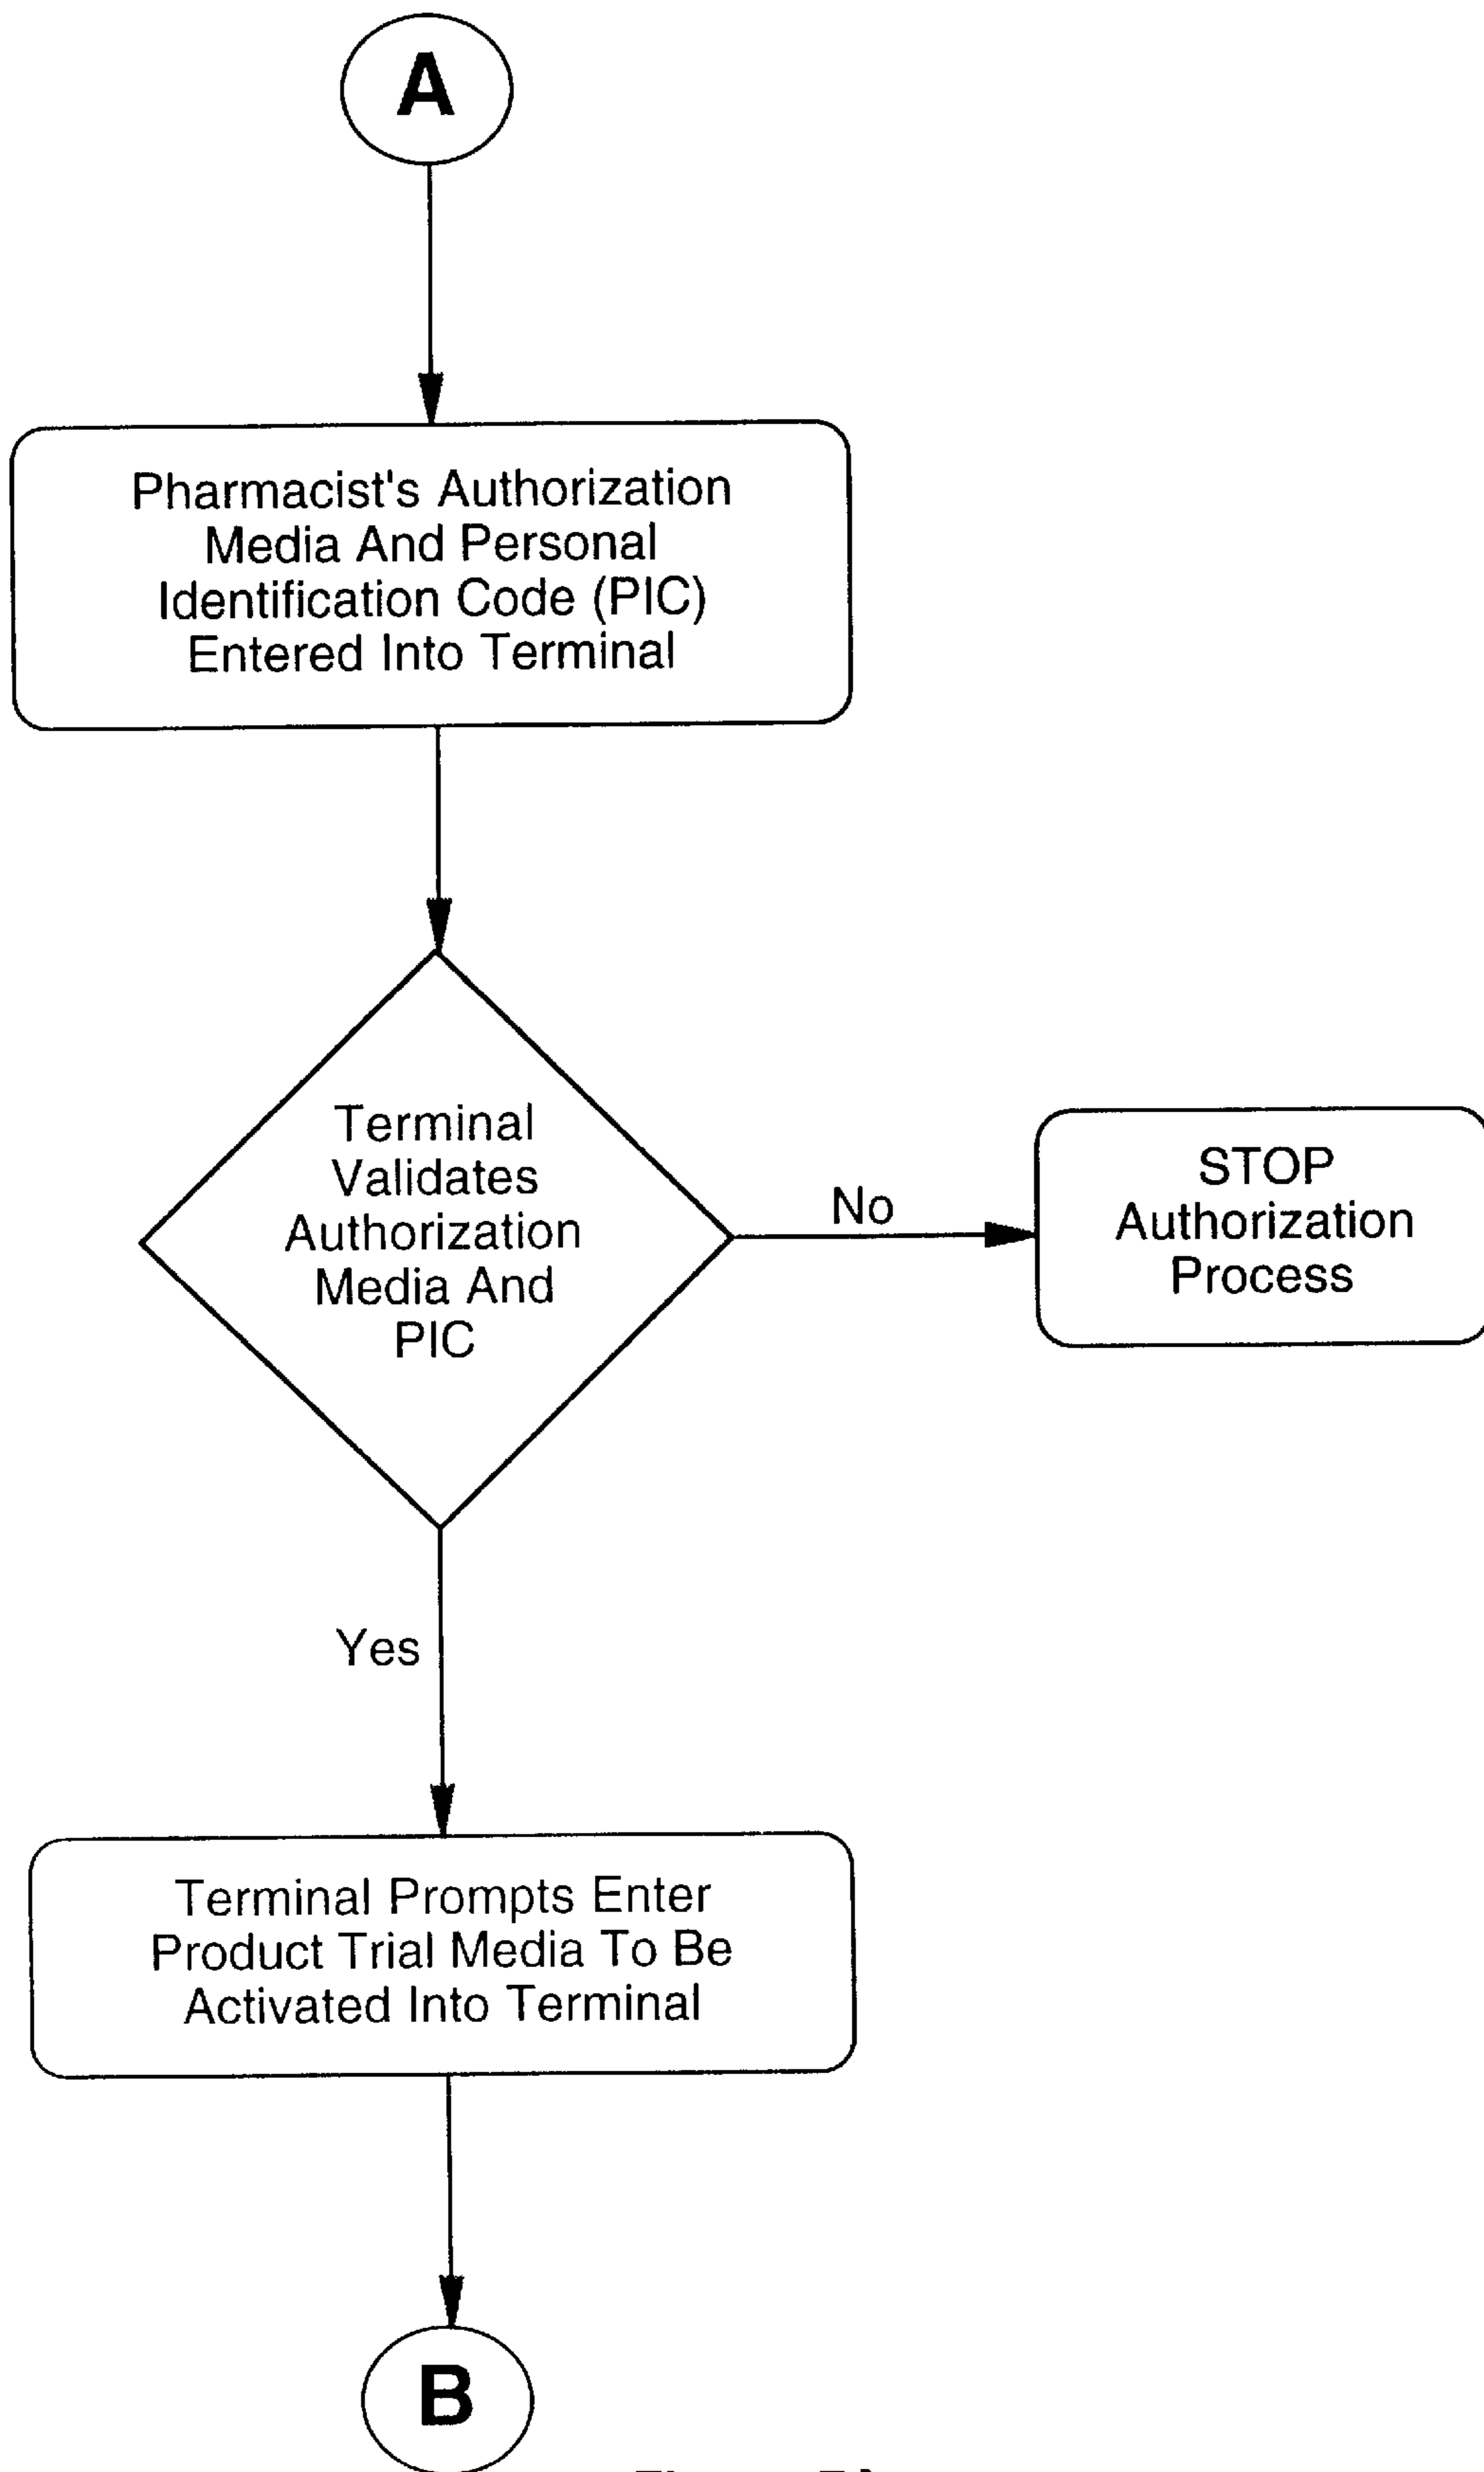 A
Pharmacist's Authorization
Media And Personal
Identification Code (PIC)
Entered Into Terminal
Terminal
Validates
Authorization
Media And
PIC
No
STOP
Authorization
Process
Yes
Terminal Prompts Enter
Product Trial Media To Be
Activated Into Terminal
B